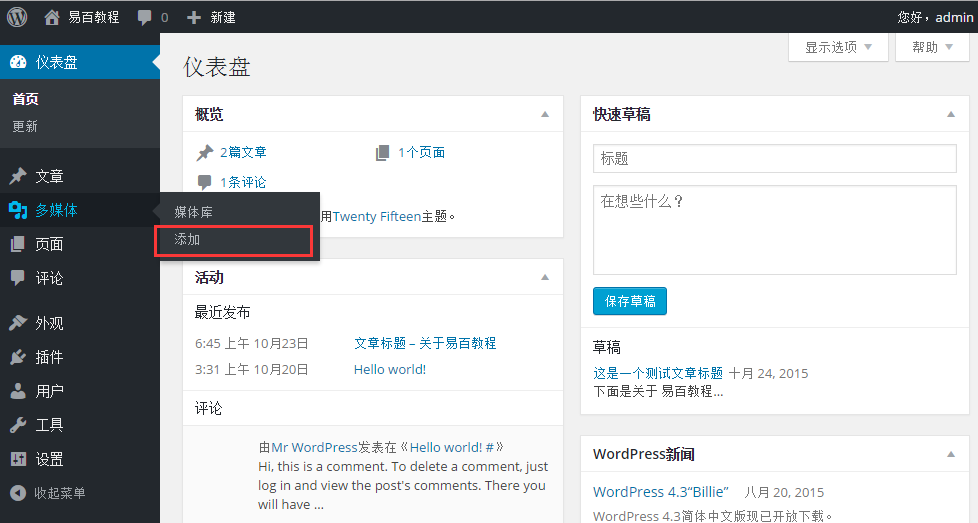 易百教程 0 新建 您好，admin
仪表盘
首页
更新
文章
多媒体
媒体库
添加
页面
评论
外观
插件
用户
工具
设置
收起菜单
显示选项 帮助
仪表盘
概览
2篇文章 1个页面
1条评论
用Twenty Fifteen主题。
活动
最近发布
6:45 上午 10月23日 文章标题 – 关于易百教程
3:31 上午 10月20日 Hello world!
评论
由Mr WordPress发表在《Hello world! #》
Hi, this is a comment. To delete a comment, just
log in and view the post's comments. There you
will have ...
快速草稿
标题
在想些什么？
保存草稿
草稿
这是一个测试文章标题 十月 24, 2015
下面是关于 易百教程...
WordPress新闻
WordPress 4.3“Billie” 八月 20, 2015
WordPress 4.3简体中文版现已开放下载。